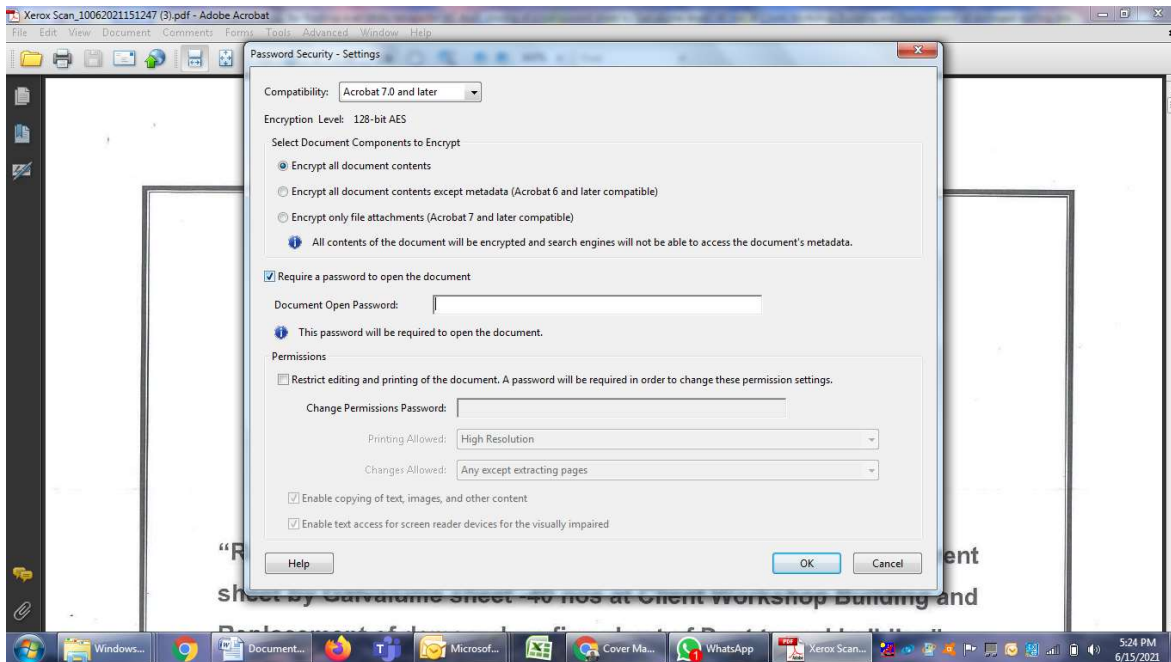 Xerox Scan_10062021151247 (3).pdf - Adobe Acrobat
File Edit View Document Comments Forms Tools Advanced Window Help
Password Security - Settings
Compatibility: Acrobat 7.0 and later
Encryption Level: 128-bit AES
Select Document Components to Encrypt
Encrypt all document contents
Encrypt all document contents except metadata (Acrobat 6 and later compatible)
Encrypt only file attachments (Acrobat 7 and later compatible)
All contents of the document will be encrypted and search engines will not be able to access the document's metadata.
Require a password to open the document
Document Open Password:
This password will be required to open the document.
Permissions
Restrict editing and printing of the document. A password will be required in order to change these permission settings.
Change Permissions Password:
Printing Allowed: High Resolution
Changes Allowed: Any except extracting pages
Enable copying of text, images, and other content
Enable text access for screen reader devices for the visually impaired
Help OK Cancel
“R ent
sheet by Galvalume sheet -40 nos at Client Workshop Building and
Windows... Document... Microsof... Cover Ma... WhatsApp Xerox Scan... 5:24 PM
6/15/2021